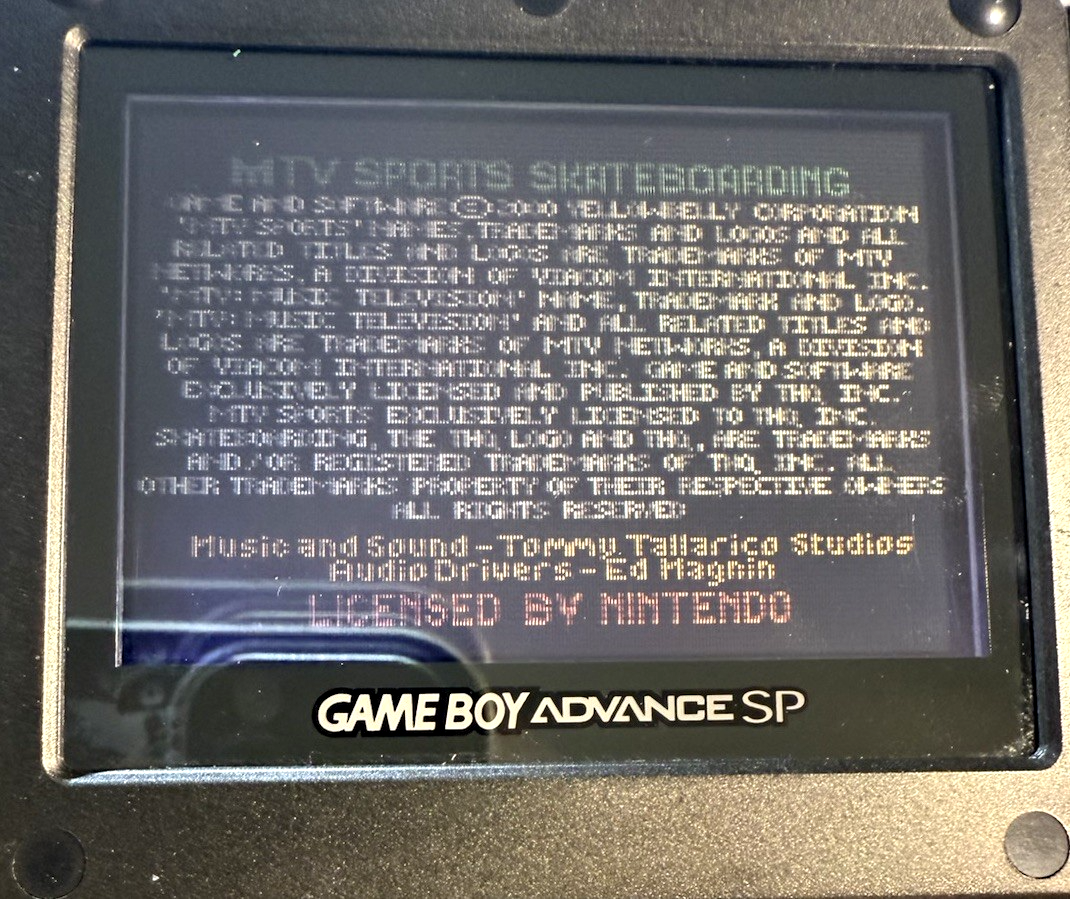 MTV SPORTS SKATEBOARDING
GAME AND SOFTWARE © 2000 YELLOWBELLY CORPORATION
'MTV SPORTS' NAMES, TRADEMARKS AND LOGOS AND ALL
RELATED TITLES AND LOGOS ARE TRADEMARKS OF MTV
NETWORKS, A DIVISION OF VIACOM INTERNATIONAL INC.
'MTV: MUSIC TELEVISION' NAME, TRADEMARK AND LOGO.
'MTV: MUSIC TELEVISION' AND ALL RELATED TITLES AND
LOGOS ARE TRADEMARKS OF MTV NETWORKS, A DIVISION
OF VIACOM INTERNATIONAL INC. GAME AND SOFTWARE
EXCLUSIVELY LICENSED AND PUBLISHED BY THQ INC.
MTV SPORTS EXCLUSIVELY LICENSED TO THQ INC.
SKATEBOARDING, THE THQ LOGO AND THQ, ARE TRADEMARKS
AND/OR REGISTERED TRADEMARKS OF THQ INC. ALL
OTHER TRADEMARKS PROPERTY OF THEIR RESPECTIVE OWNERS
ALL RIGHTS RESERVED
Music and Sound - Tommy Tallarico Studios
Audio Drivers - Ed Magnin
LICENSED BY NINTENDO
GAME BOY ADVANCE SP